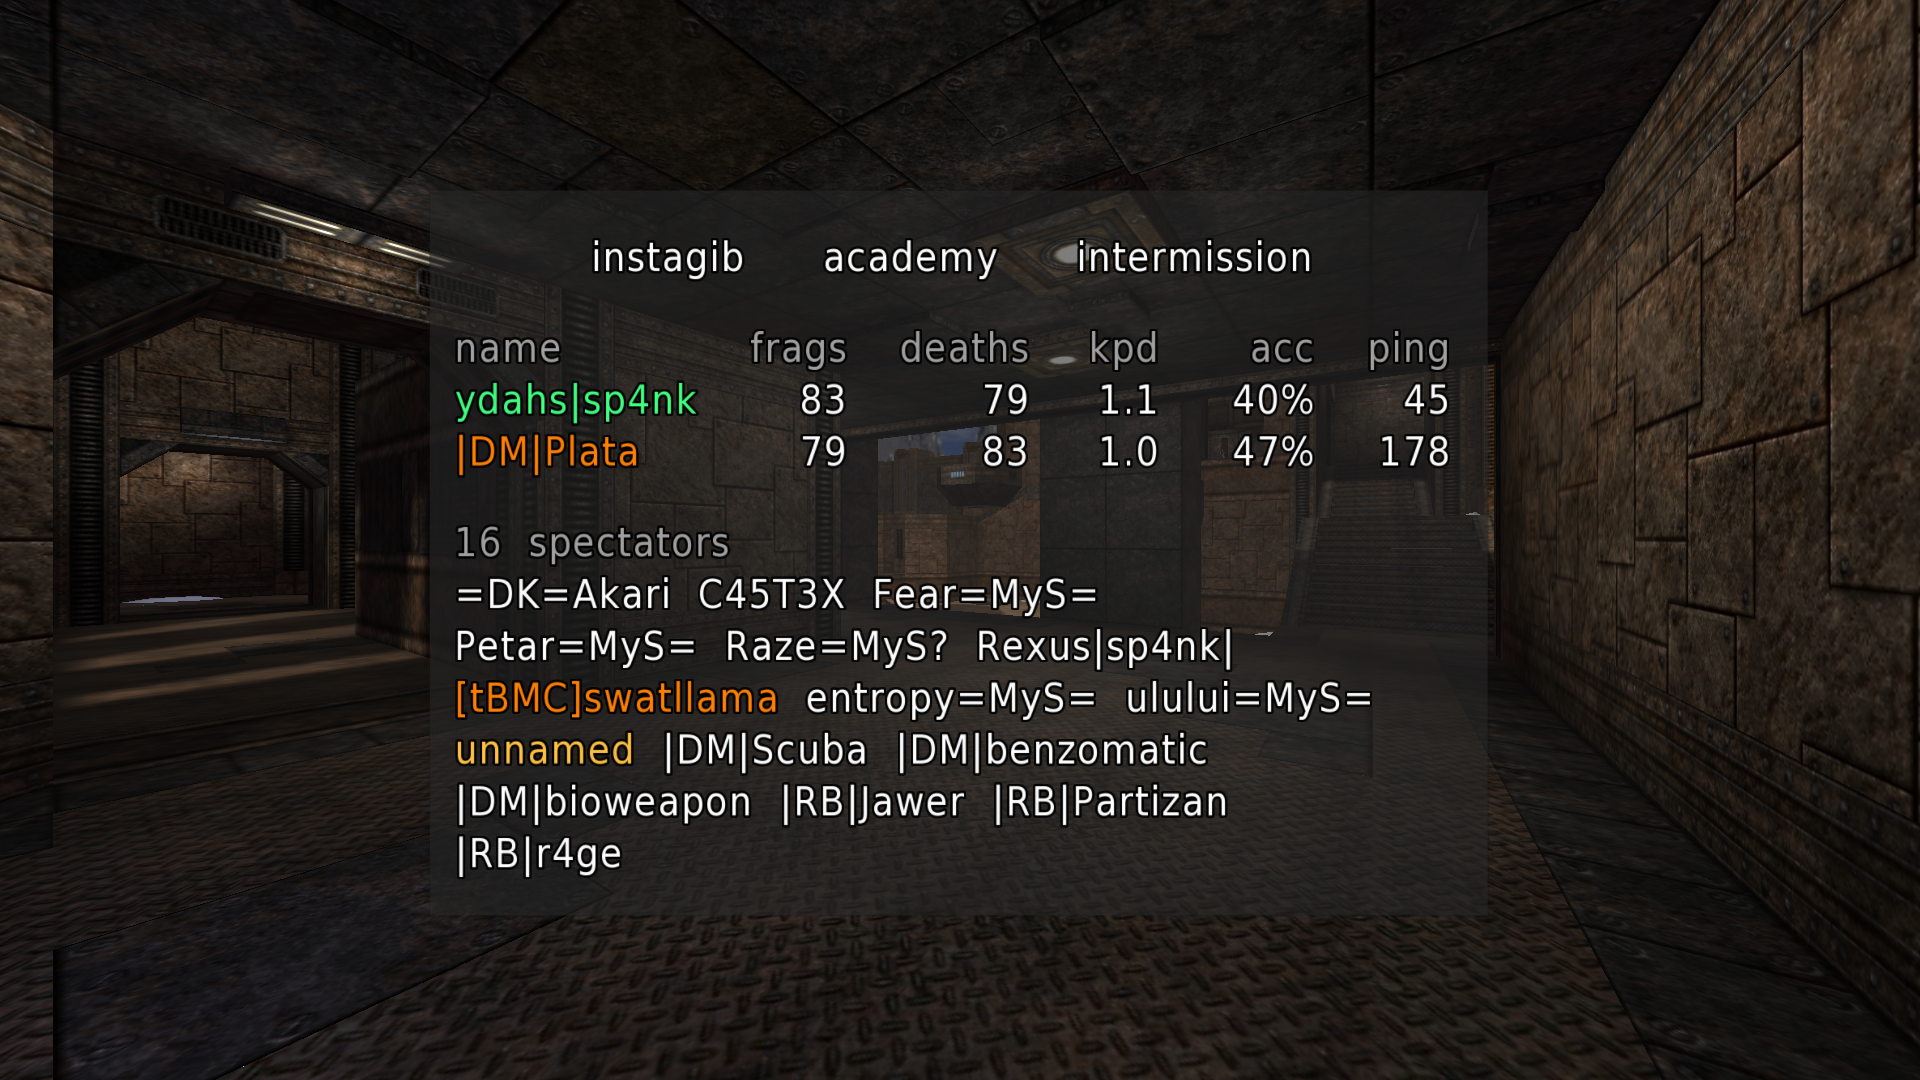 instagib academy intermission
name frags deaths kpd acc ping
ydahs|sp4nk 83 79 1.1 40% 45
|DM|Plata 79 83 1.0 47% 178
16 spectators
=DK=Akari C45T3X Fear=MyS=
Petar=MyS= Raze=MyS? Rexus|sp4nk|
[tBMC]swatllama entropy=MyS= ulului=MyS=
unnamed |DM|Scuba |DM|benzomatic
|DM|bioweapon |RB|Jawer |RB|Partizan
|RB|r4ge